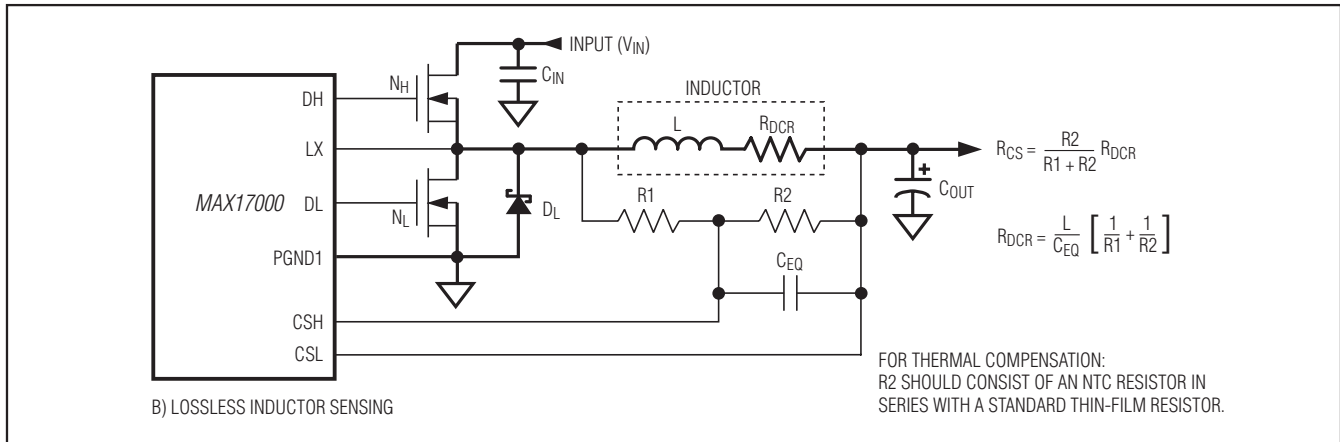 INPUT (VIN)
CIN
NH
DH
INDUCTOR
L
RDCR
LX
RCS = R2 / (R1 + R2) RDCR
COUT
+
R1
R2
MAX17000
DL
NL
DL
RDCR = L / CEQ [ 1 / R1 + 1 / R2 ]
PGND1
CEQ
CSH
CSL
FOR THERMAL COMPENSATION:
R2 SHOULD CONSIST OF AN NTC RESISTOR IN
SERIES WITH A STANDARD THIN-FILM RESISTOR.
B) LOSSLESS INDUCTOR SENSING